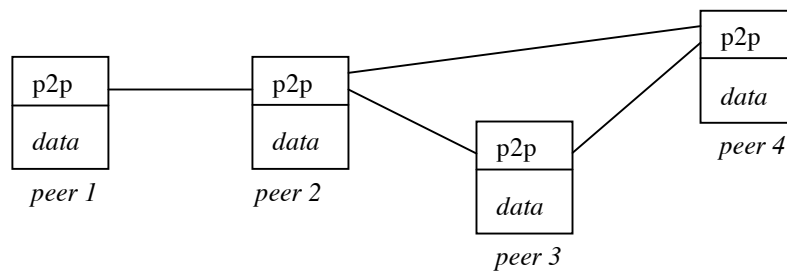 p2p
data
peer 1
p2p
data
peer 2
p2p
data
peer 3
p2p
data
peer 4